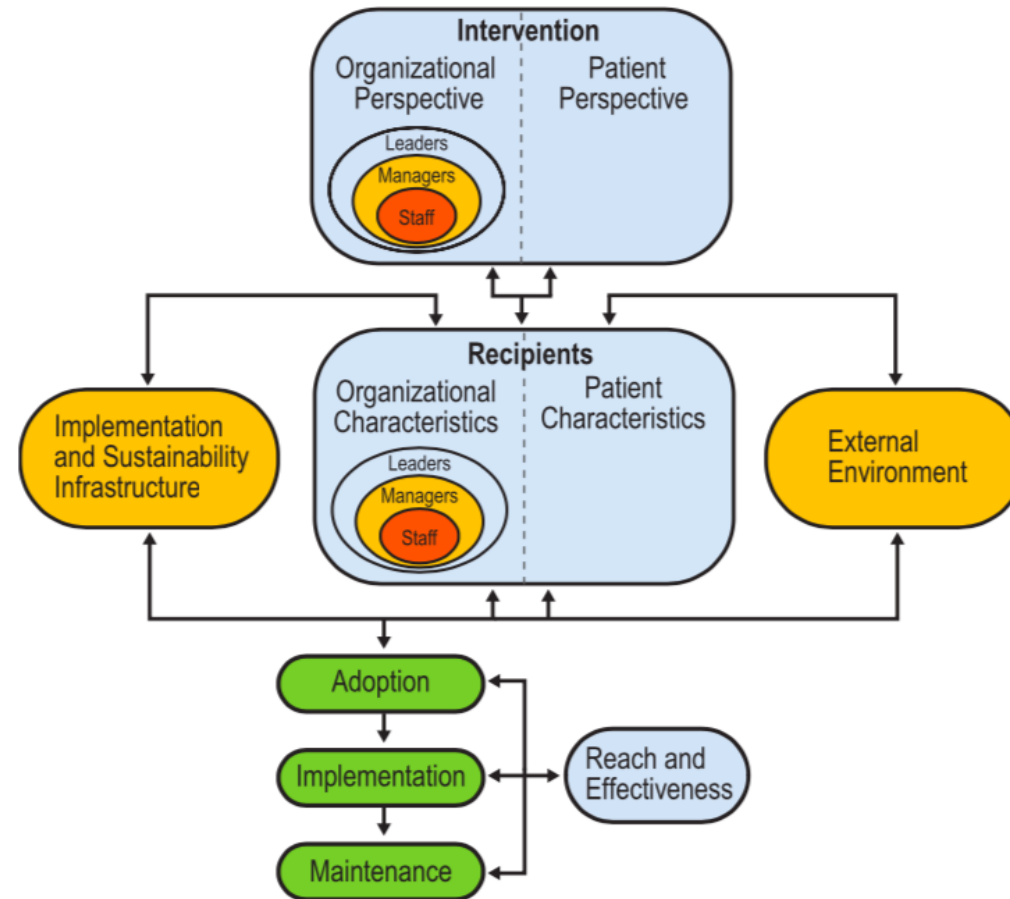 Intervention
Organizational
Perspective
Patient
Perspective
Leaders
Managers
Staff
Recipients
Organizational
Characteristics
Patient
Characteristics
Leaders
Managers
Staff
Implementation
and Sustainability
Infrastructure
External
Environment
Adoption
Implementation
Maintenance
Reach and
Effectiveness